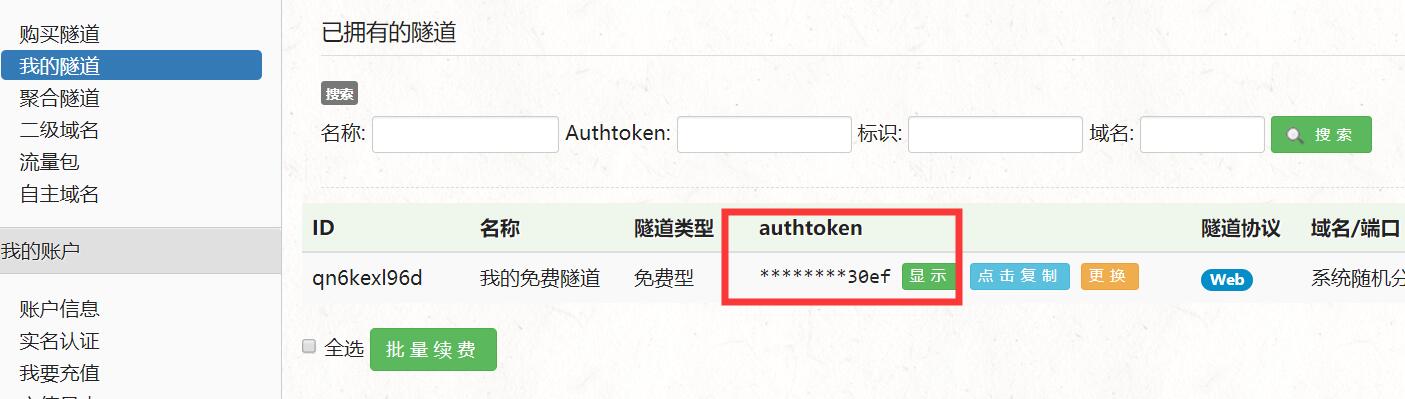 购买隧道
我的隧道
聚合隧道
二级域名
流量包
自主域名
我的账户
账户信息
实名认证
我要充值
已拥有的隧道
搜索
名称: Authtoken: 标识: 域名: 搜索
ID 名称 隧道类型 authtoken 隧道协议 域名/端口
qn6kexl96d 我的免费隧道 免费型 ********30ef 显示 点击复制 更换 Web 系统随机分
全选 批量续费